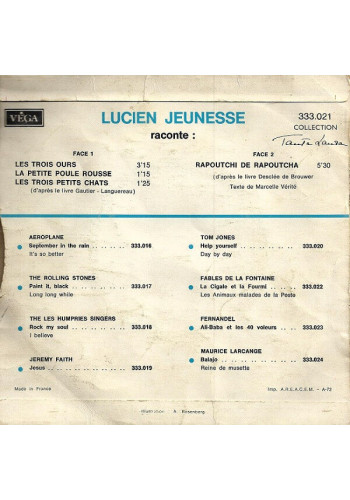 VÉGA
LUCIEN JEUNESSE
raconte :
333.021
COLLECTION
FACE 1
LES TROIS OURS 3'15
LA PETITE POULE ROUSSE 1'15
LES TROIS PETITS CHATS 1'25
(d'après le livre Gautier - Languereau)
FACE 2
RAPOUTCHI DE RAPOUTCHA 5'30
(d'après le livre Desclée de Brouwer)
Texte de Marcelle Vérité
AEROPLANE
September in the rain ........ 333.016
It's so better
THE ROLLING STONES
Paint it, black ........ 333.017
Long long while
THE LES HUMPRIES SINGERS
Rock my soul ........ 333.018
I believe
JEREMY FAITH
Jesus ........ 333.019
TOM JONES
Help yourself ........ 333.020
Day by day
FABLES DE LA FONTAINE
La Cigale et la Fourmi ........ 333.022
Les Animaux malades de la Peste
FERNANDEL
Ali-Baba et les 40 voleurs .. 333.023
MAURICE LARCANGE
Balajo ........ 333.024
Reine de musette
Made in France
Imp. A.R.E.A.C.E.M. - A-73
A. Rosenberg